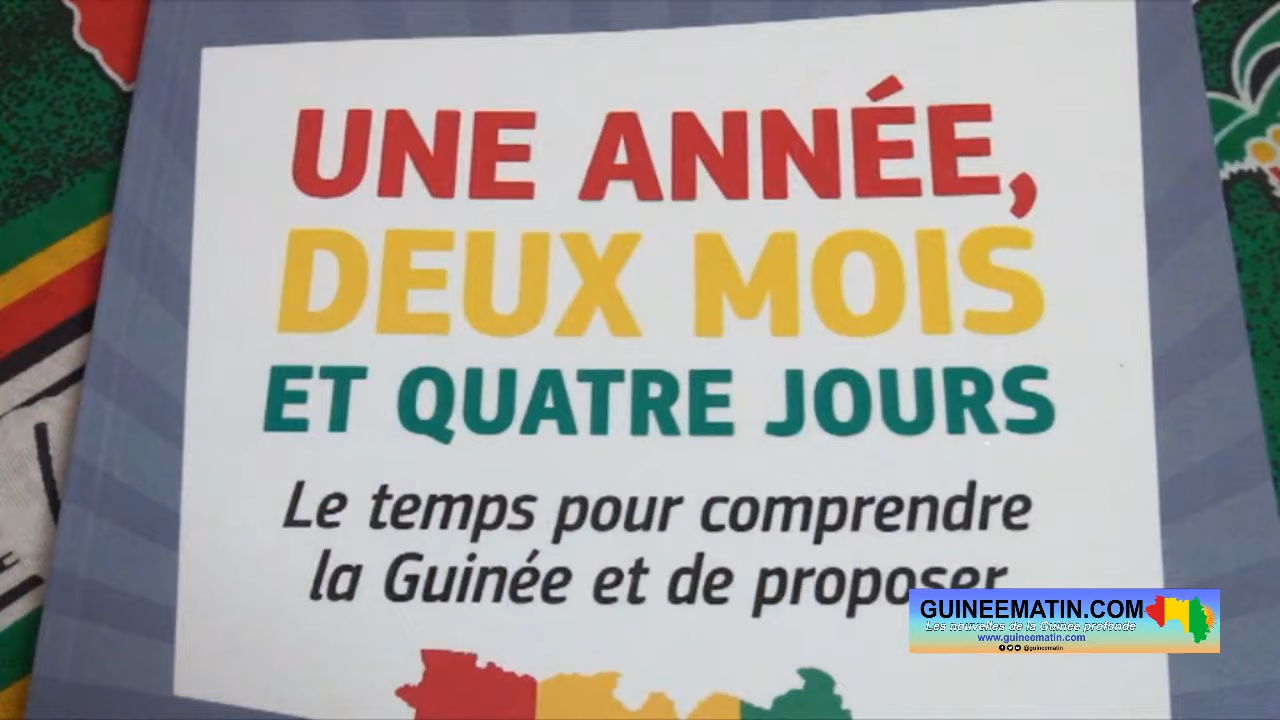 UNE ANNÉE,
DEUX MOIS
ET QUATRE JOURS
Le temps pour comprendre
la Guinée et de proposer
GUINEEMATIN.COM
Les nouvelles de la Guinée profonde
www.guineematin.com
@guineematin